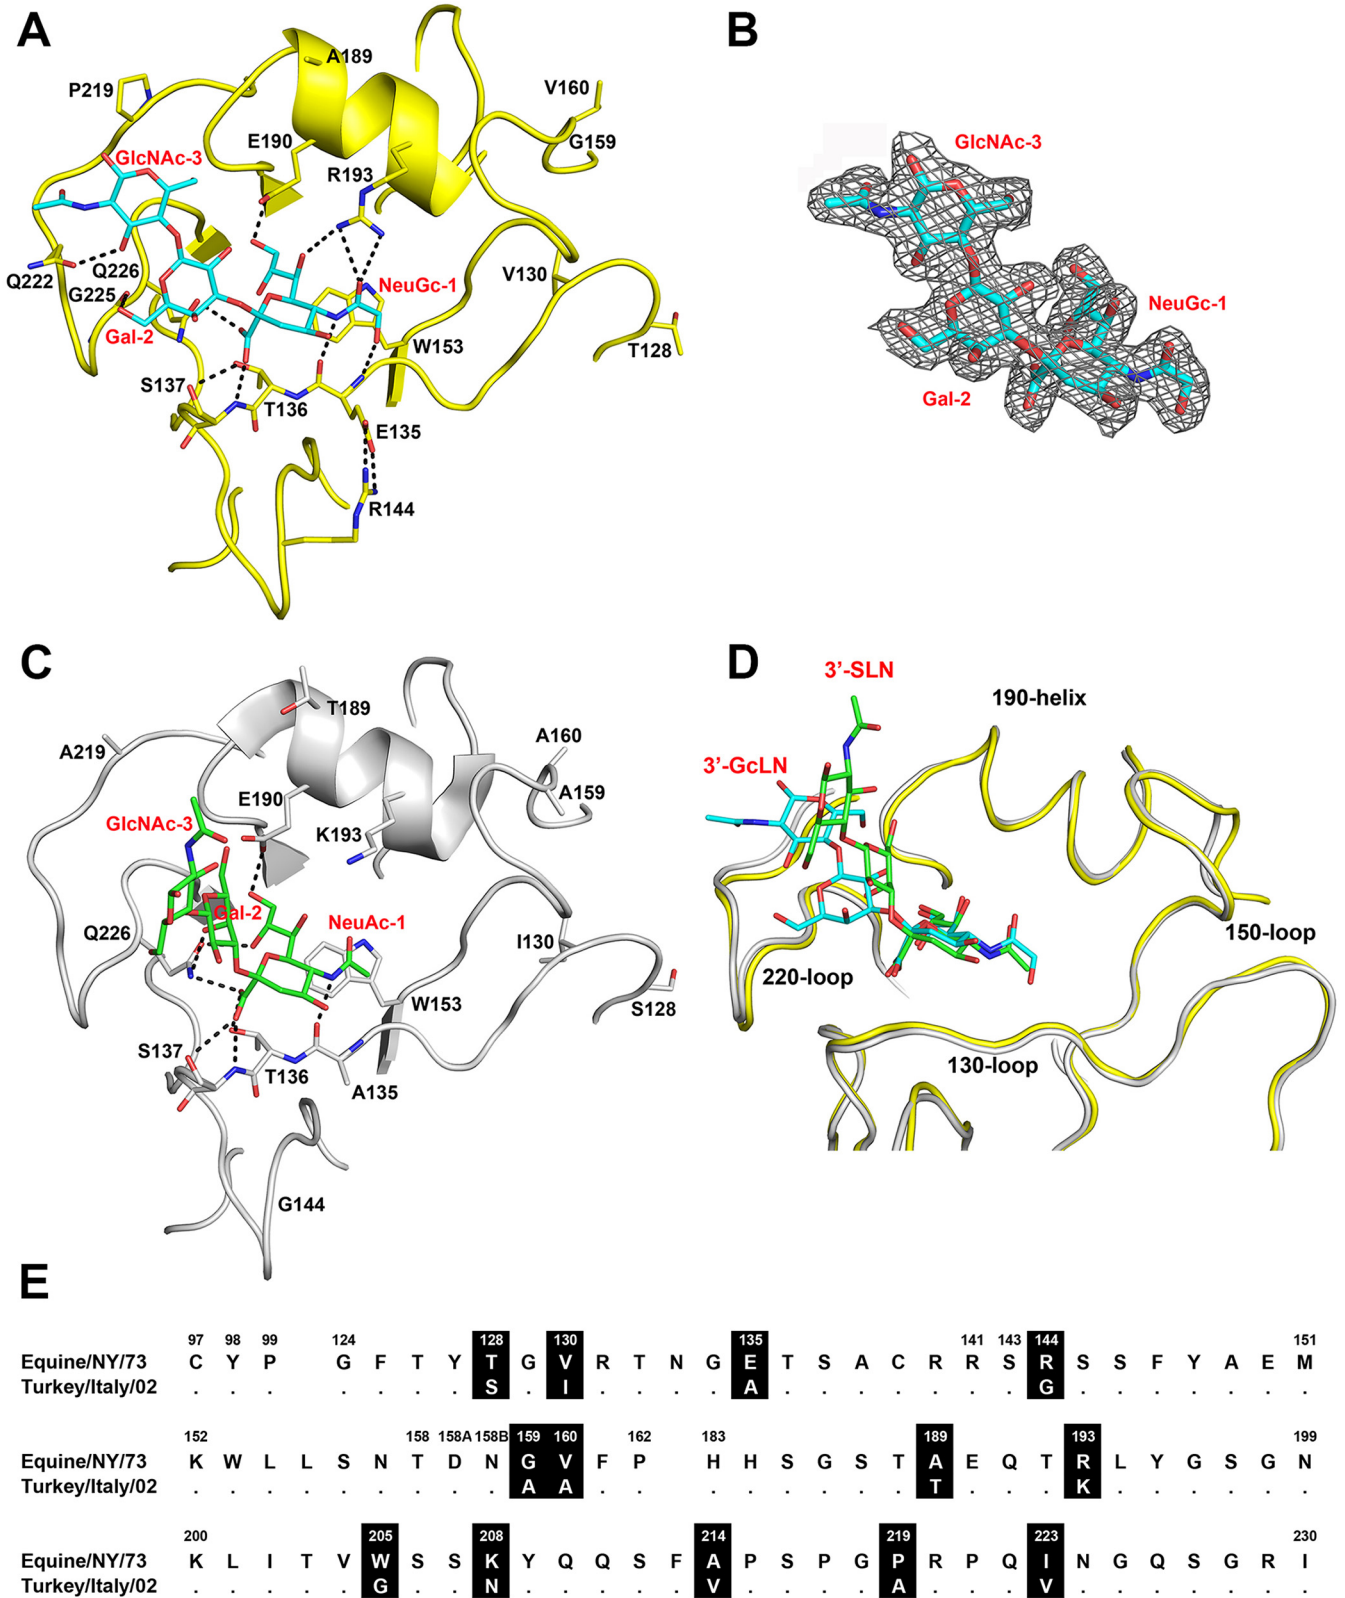 A
A189
P219
V160
E190
G159
GlcNAc-3
R193
Q222
Q226
G225
NeuGc-1
V130
Gal-2
W153
T128
S137
T136
E135
R144
B
GlcNAc-3
NeuGc-1
Gal-2
C
T189
A219
A160
E190
A159
GlcNAc-3
K193
Gal-2
NeuAc-1
Q226
I130
W153
S128
S137
T136
A135
G144
D
3’-SLN
190-helix
3’-GcLN
150-loop
220-loop
130-loop
E
97 98 99 124 128 130 135 141 143 144 151
Equine/NY/73 C Y P G F T Y T G V R T N G E T S A C R R S R S S F Y A E M
Turkey/Italy/02 . . . . . . . S . I . . . . A . . . . . . . G . . . . . . .
152 158 158A 158B 159 160 162 183 189 193 199
Equine/NY/73 K W L L S N T D N G V F P H H S G S T A E Q T R L Y G S G N
Turkey/Italy/02 . . . . . . . . . A A . . . . . . . . T . . . K . . . . . .
200 205 208 214 219 223 230
Equine/NY/73 K L I T V W S S K Y Q Q S F A P S P G P R P Q I N G Q S G R I
Turkey/Italy/02 . . . . . G . . N . . . . . V . . . . A . . . V . . . . . . .